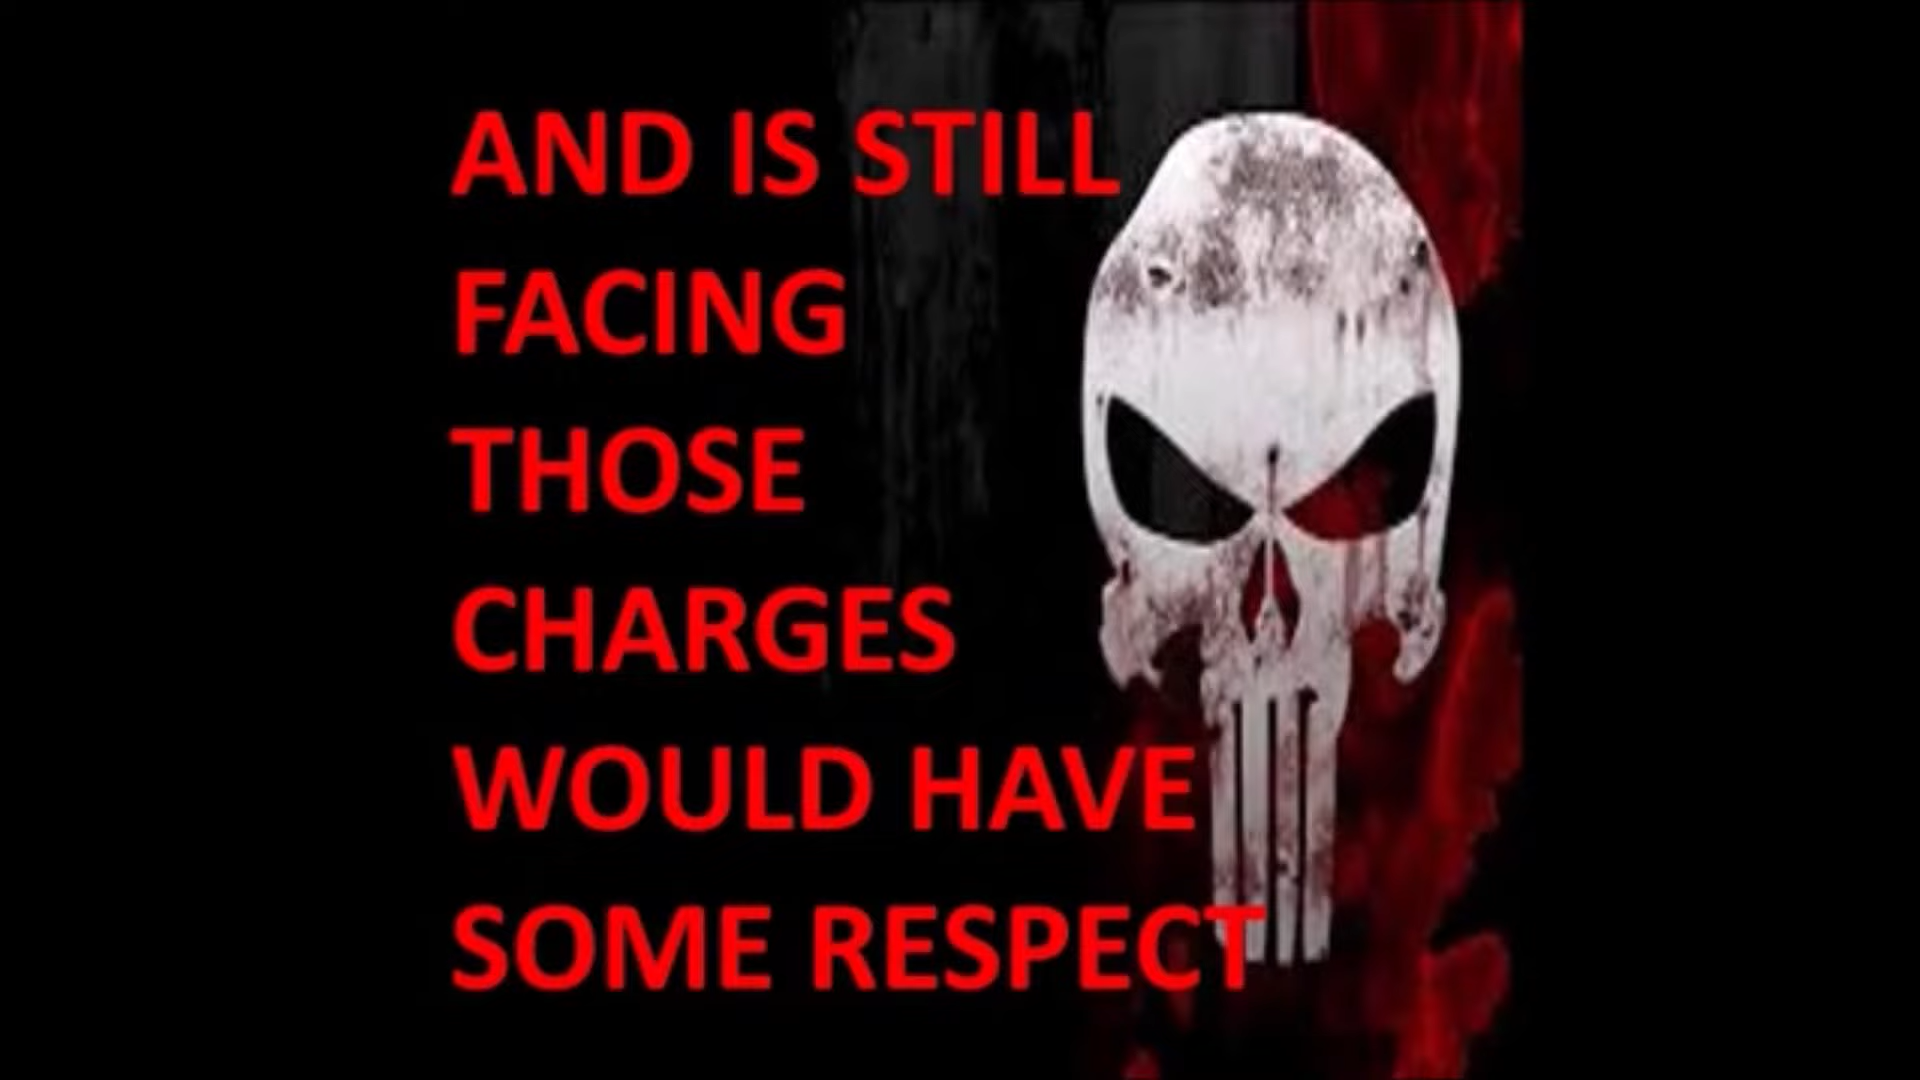 AND IS STILL
FACING
THOSE
CHARGES
WOULD HAVE
SOME RESPECT